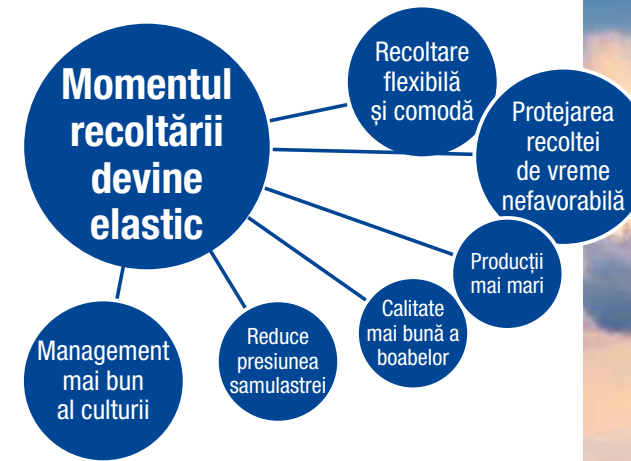 Momentul
recoltării
devine
elastic
Recoltare
flexibilă
și comodă
Protejarea
recoltei
de vreme
nefavorabilă
Producții
mai mari
Calitate
mai bună a
boabelor
Reduce
presiunea
samulastrei
Management
mai bun
al culturii